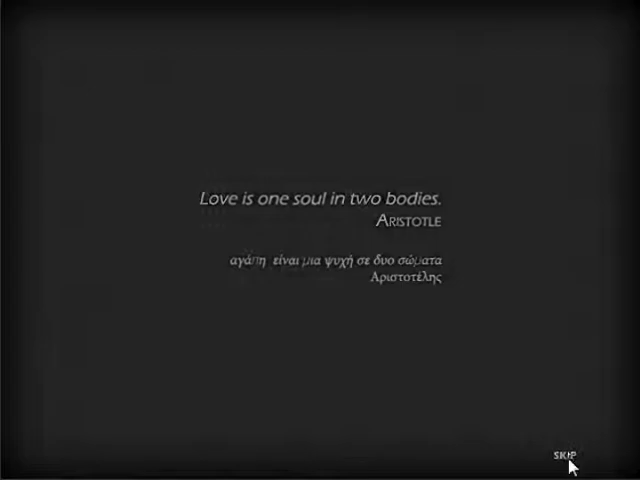 Love is one soul in two bodies.
ARISTOTLE
αγάπη είναι μια ψυχή σε δυο σώματα
Αριστοτέλης
SKIP